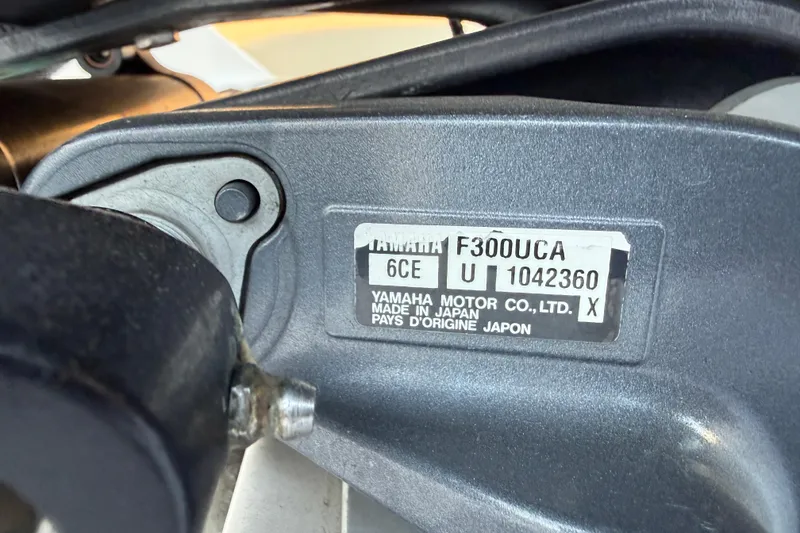 YAMAHA F300UCA
6CE U 1042360
YAMAHA MOTOR CO., LTD. X
MADE IN JAPAN
PAYS D'ORIGINE JAPON